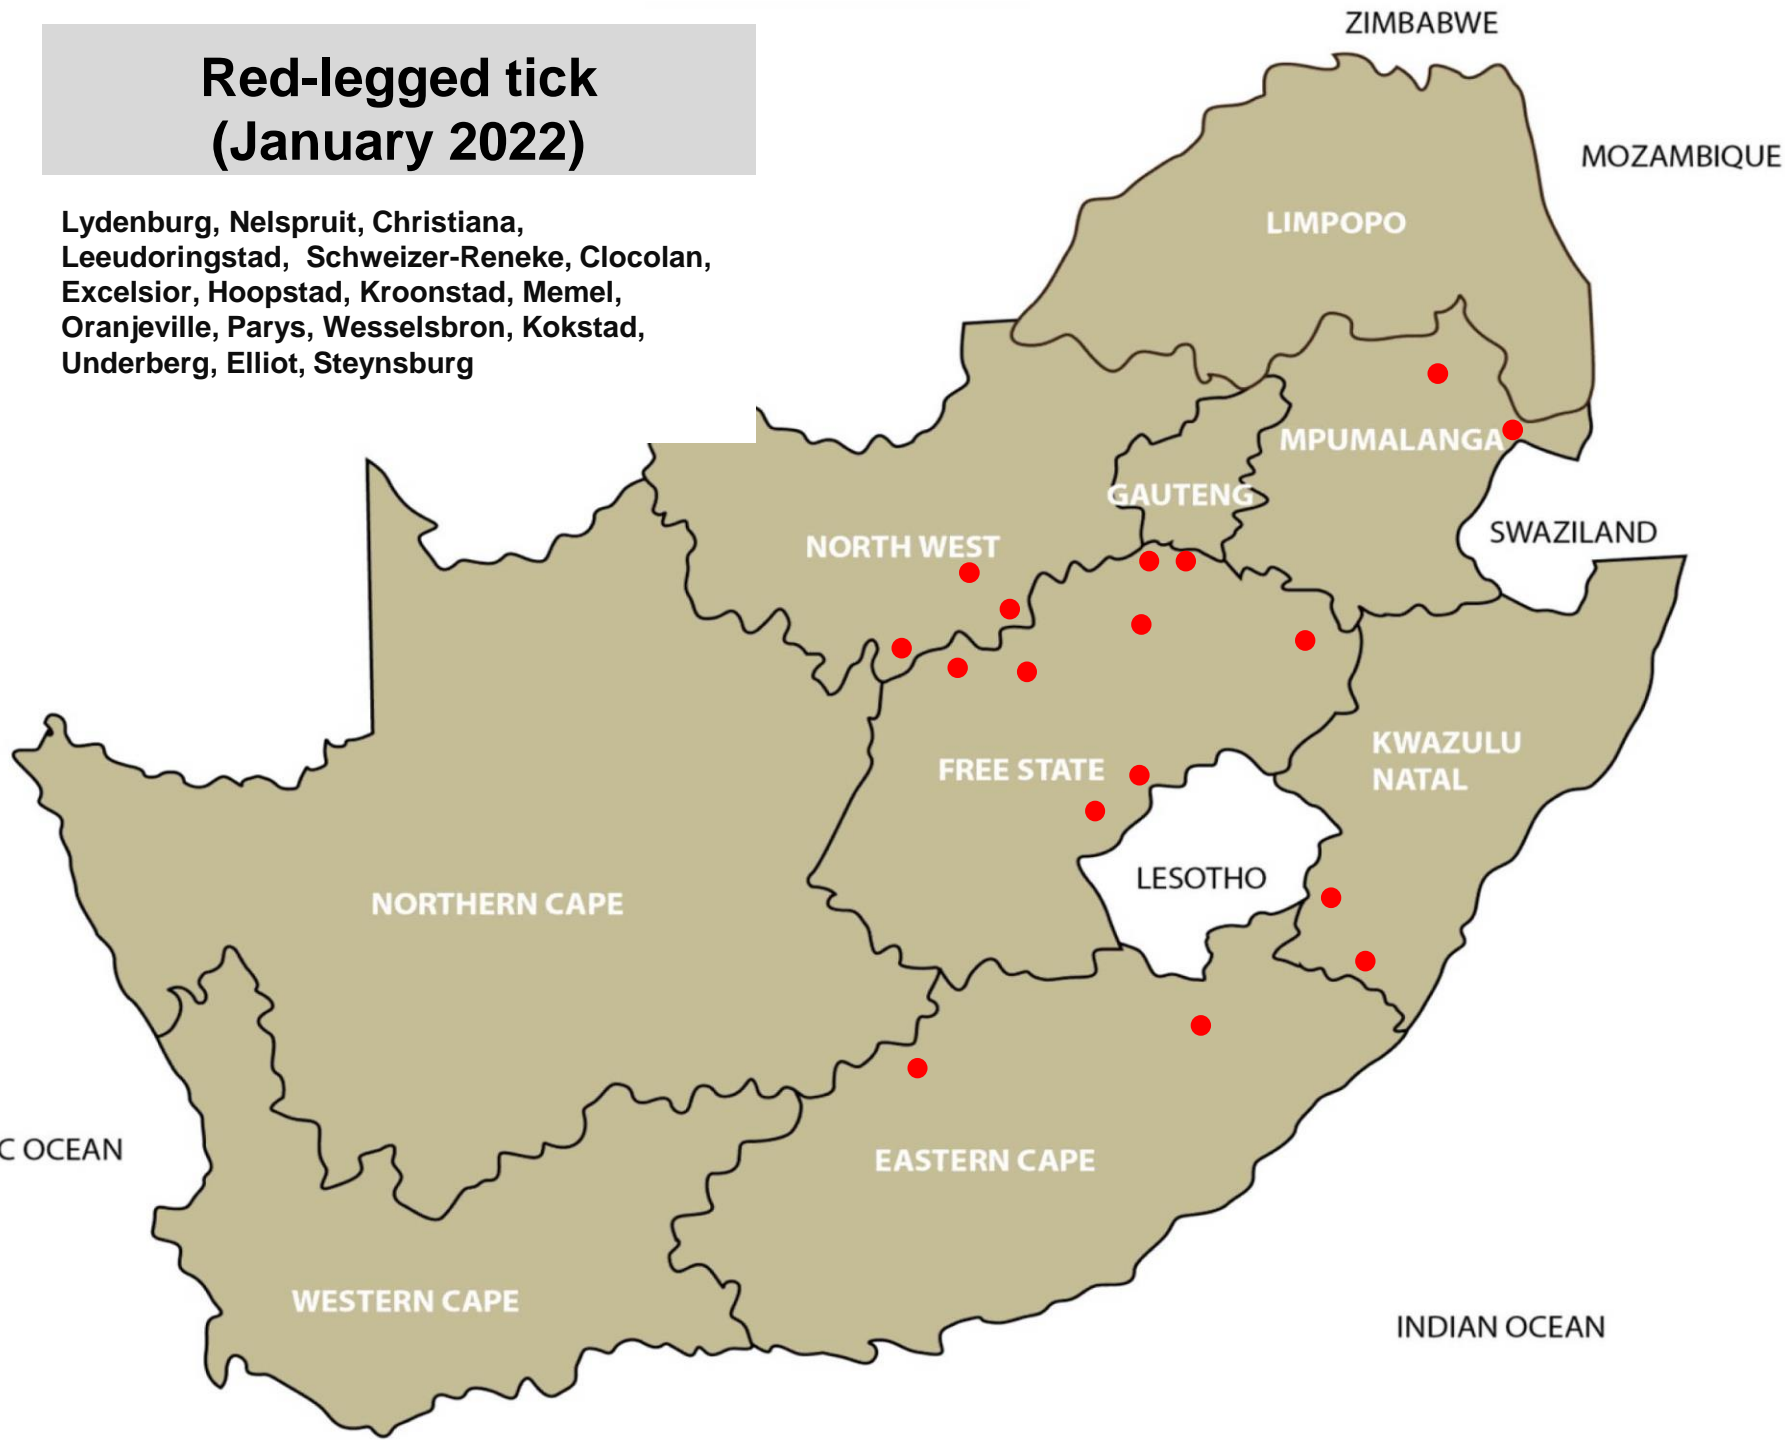 Red-legged tick
(January 2022)
Lydenburg, Nelspruit, Christiana,
Leeudoringstad, Schweizer-Reneke, Clocolan,
Excelsior, Hoopstad, Kroonstad, Memel,
Oranjeville, Parys, Wesselsbron, Kokstad,
Underberg, Elliot, Steynsburg
ZIMBABWE
MOZAMBIQUE
LIMPOPO
MPUMALANGA
GAUTENG
SWAZILAND
NORTH WEST
KWAZULU
NATAL
FREE STATE
LESOTHO
NORTHERN CAPE
C OCEAN
EASTERN CAPE
WESTERN CAPE
INDIAN OCEAN